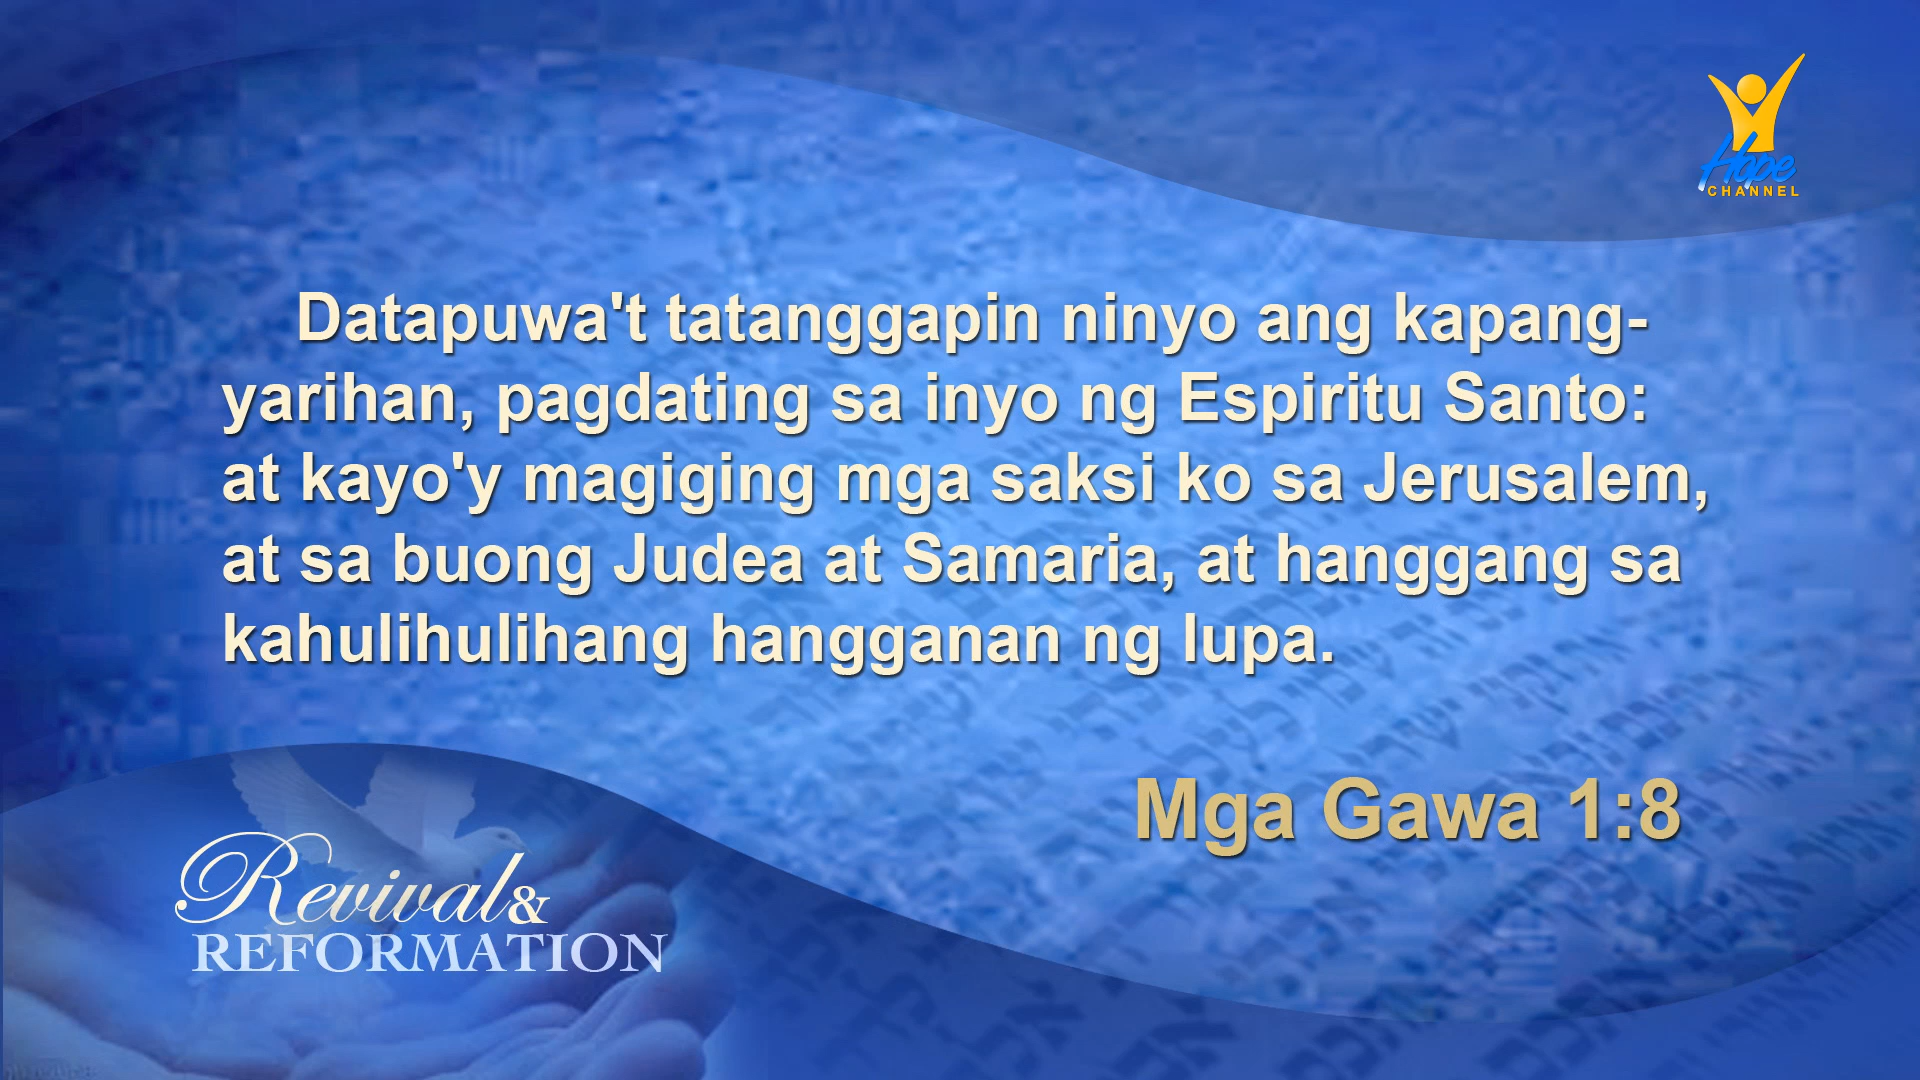 Hope
CHANNEL
Datapuwa't tatanggapin ninyo ang kapang-
yarihan, pagdating sa inyo ng Espiritu Santo:
at kayo'y magiging mga saksi ko sa Jerusalem,
at sa buong Judea at Samaria, at hanggang sa
kahulihulihang hangganan ng lupa.
Mga Gawa 1:8
Revival &
REFORMATION